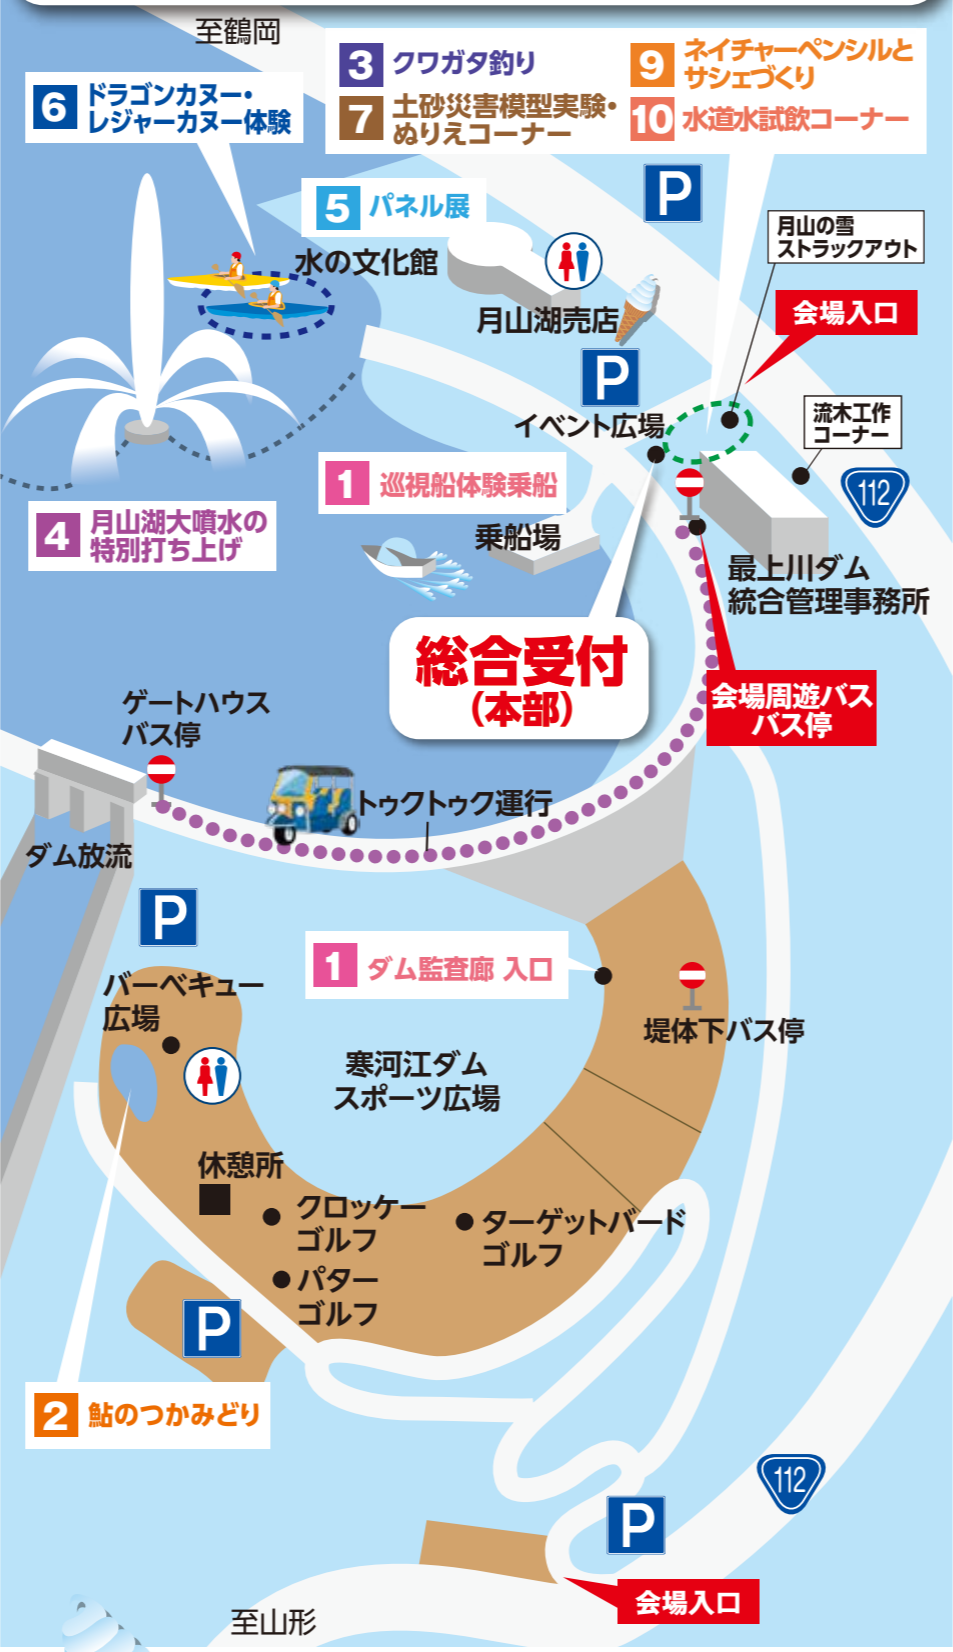 至鶴岡
3 クワガタ釣り
7 土砂災害模型実験・
ぬりえコーナー
9 ネイチャーペンシルと
サシェづくり
10 水道水試飲コーナー
6 ドラゴンカヌー・
レジャーカヌー体験
P
5 パネル展
水の文化館
月山の雪
ストラックアウト
会場入口
月山湖売店
P
イベント広場
流木工作
コーナー
112
1 巡視船体験乗船
乗船場
4 月山湖大噴水の
特別打ち上げ
最上川ダム
統合管理事務所
総合受付
(本部)
会場周遊バス
バス停
ゲートハウス
バス停
トゥクトゥク運行
ダム放流
P
1 ダム監査廊 入口
バーベキュー
広場
堤体下バス停
寒河江ダム
スポーツ広場
休憩所
クロッケー
ゴルフ
ターゲットバード
ゴルフ
パター
ゴルフ
P
2 鮎のつかみどり
112
P
会場入口
至山形